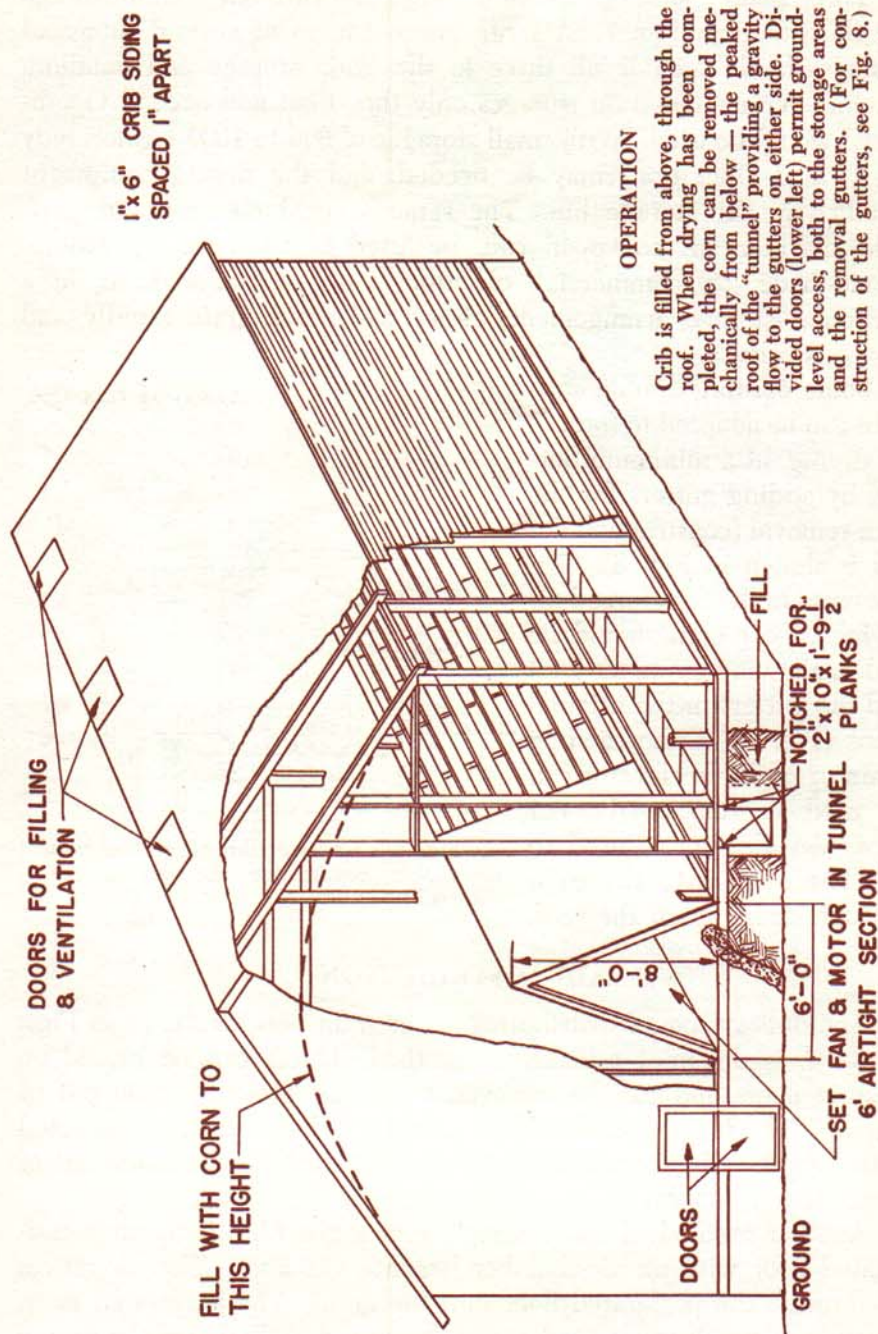 1"x 6" CRIB SIDING
SPACED 1" APART
DOORS FOR FILLING
& VENTILATION
FILL WITH CORN TO
THIS HEIGHT
8'-0"
6'-0"
DOORS
GROUND
SET FAN & MOTOR IN TUNNEL
6' AIRTIGHT SECTION
NOTCHED FOR
2"x 10"x 1'-9½"
PLANKS
FILL
OPERATION
Crib is filled from above, through the
roof. When drying has been com-
pleted, the corn can be removed me-
chanically from below — the peaked
roof of the "tunnel" providing a gravity
flow to the gutters on either side. Di-
vided doors (lower left) permit ground-
level access, both to the storage areas
and the removal gutters. (For con-
struction of the gutters, see Fig. 8.)